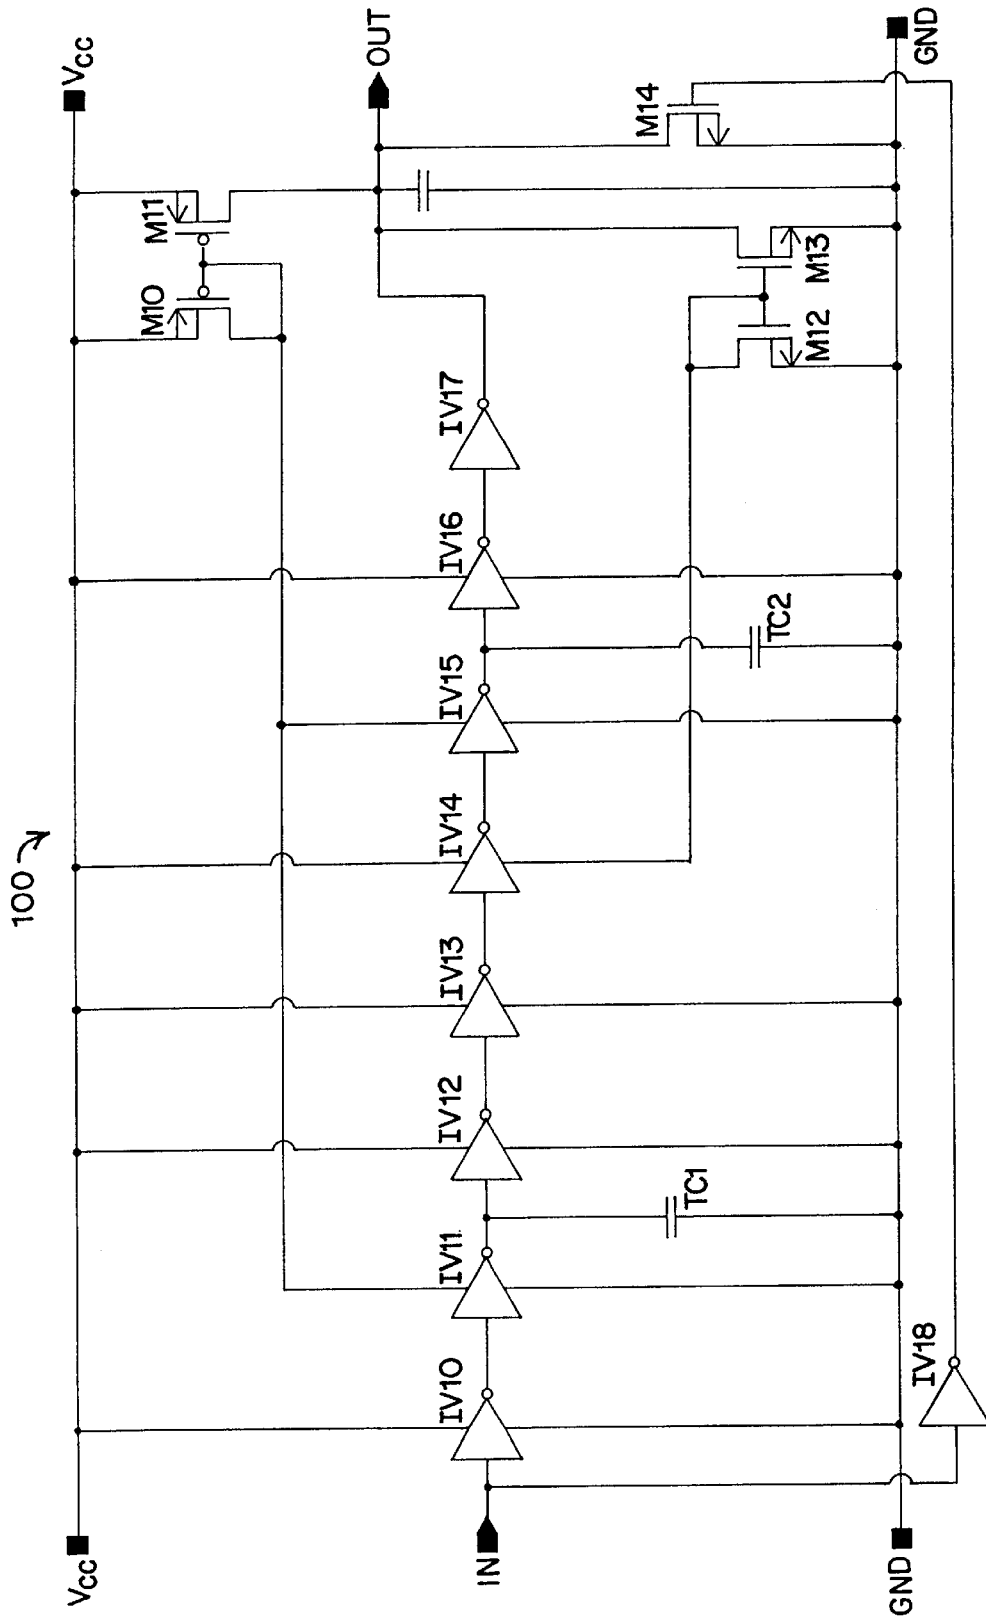 100
Vcc
Vcc
M10
M11
IN
IV10
IV11
IV12
IV13
IV14
IV15
IV16
IV17
OUT
TC1
TC2
M12
M13
M14
GND
GND
IV18